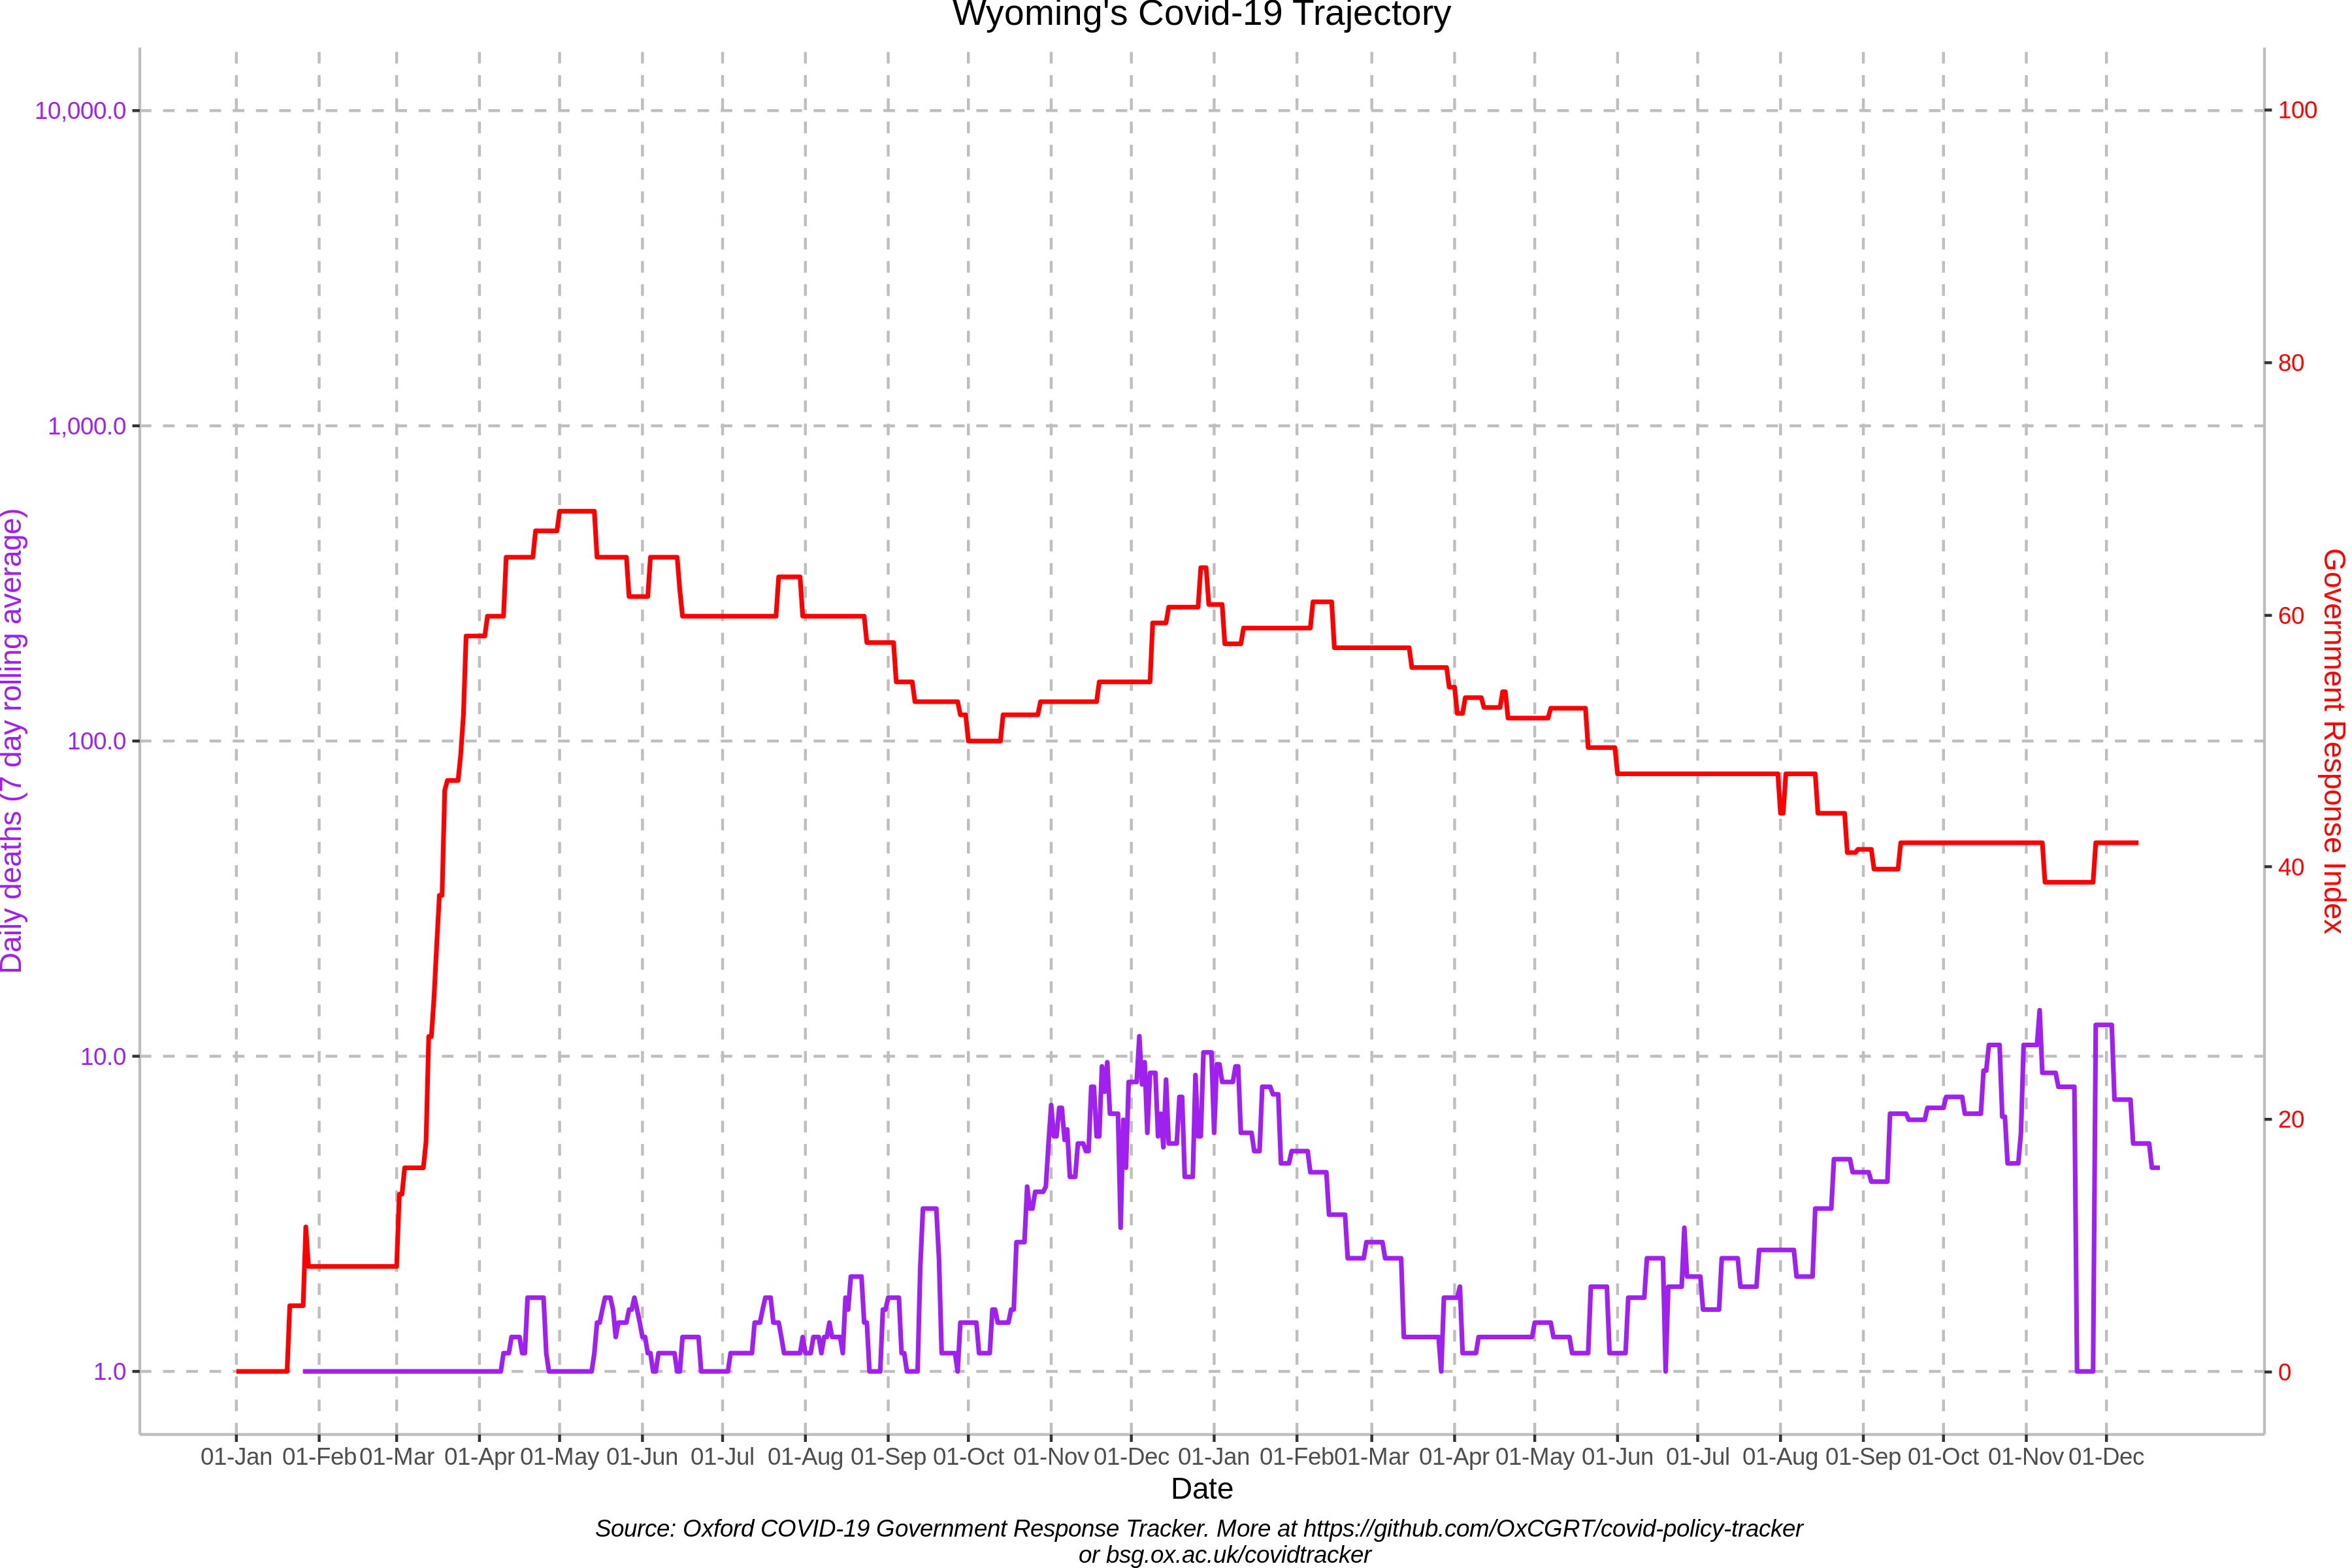 Wyoming's Covid-19 Trajectory
10,000.0
1,000.0
100.0
10.0
1.0
Daily deaths (7 day rolling average)
100
80
60
40
20
0
Government Response Index
01-Jan 01-Feb 01-Mar 01-Apr 01-May 01-Jun 01-Jul 01-Aug 01-Sep 01-Oct 01-Nov 01-Dec 01-Jan 01-Feb 01-Mar 01-Apr 01-May 01-Jun 01-Jul 01-Aug 01-Sep 01-Oct 01-Nov 01-Dec
Date
Source: Oxford COVID-19 Government Response Tracker. More at https://github.com/OxCGRT/covid-policy-tracker
or bsg.ox.ac.uk/covidtracker